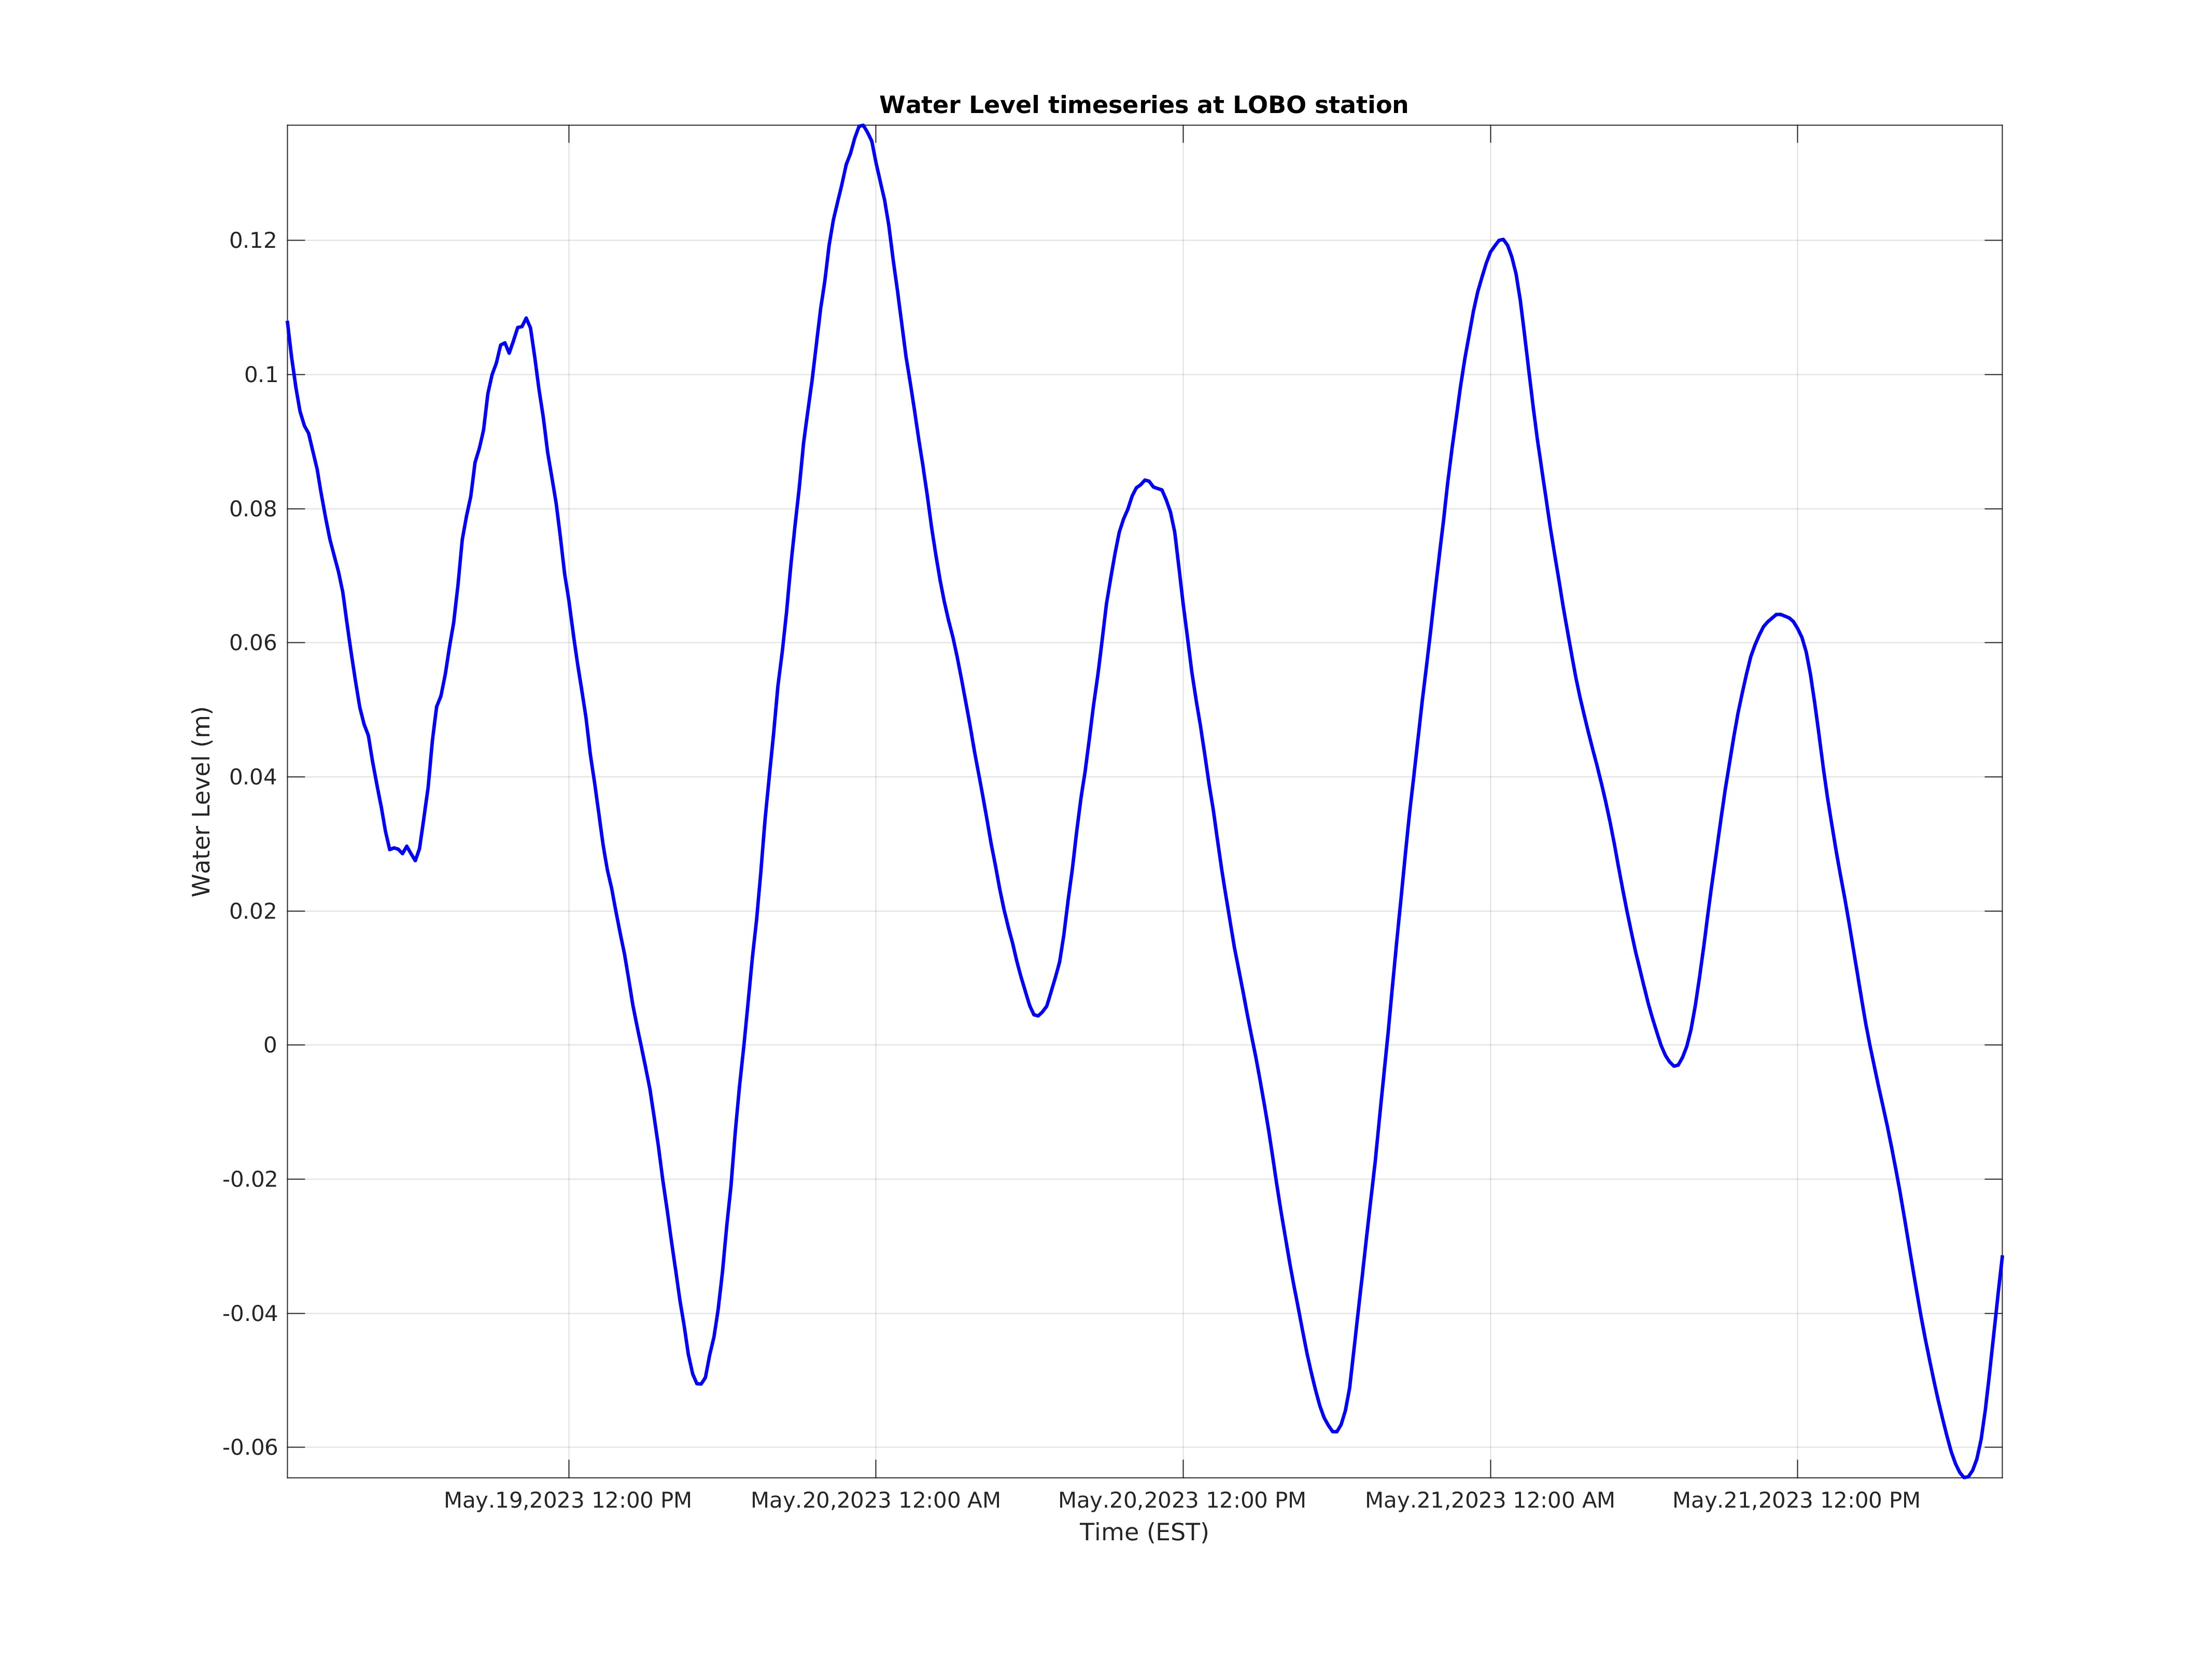 Water Level timeseries at LOBO station
0.12
0.1
0.08
0.06
0.04
0.02
0
-0.02
-0.04
-0.06
Water Level (m)
May.19,2023 12:00 PM
May.20,2023 12:00 AM
May.20,2023 12:00 PM
May.21,2023 12:00 AM
May.21,2023 12:00 PM
Time (EST)